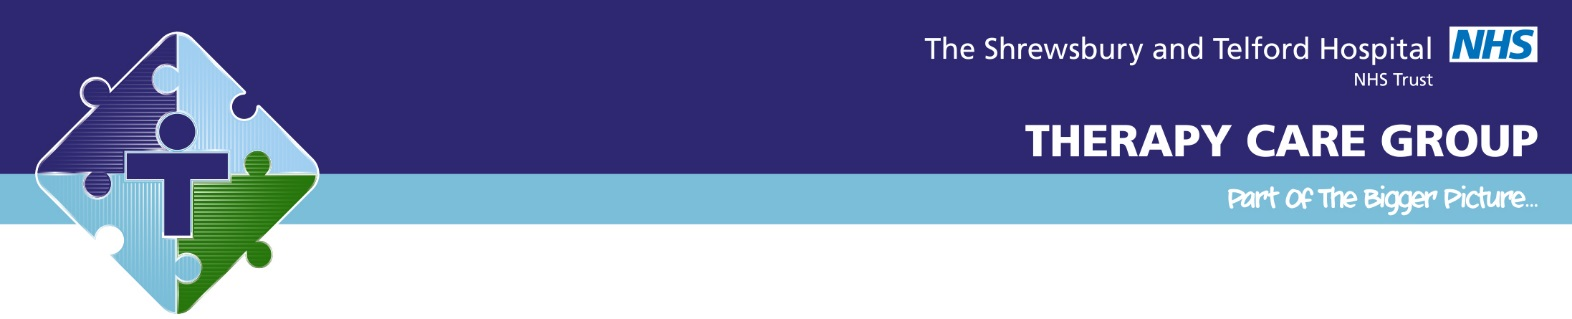 The Shrewsbury and Telford Hospital NHS
NHS Trust
THERAPY CARE GROUP
Part Of The Bigger Picture...